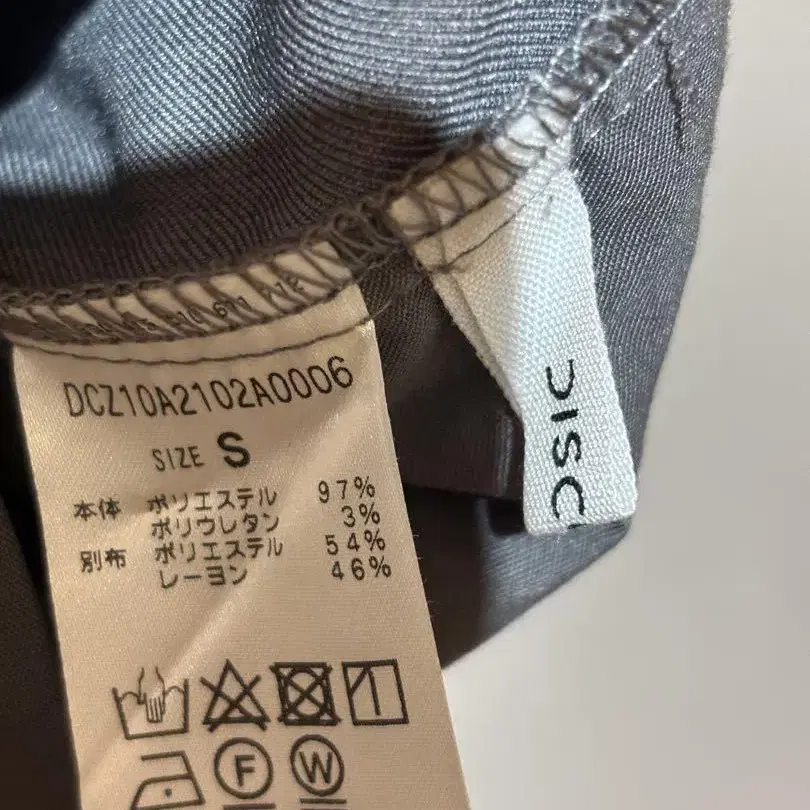 DCZ10A2102A0006
SIZE S
本体 ポリエステル 97%
ポリウレタン 3%
別布 ポリエステル 54%
レーヨン 46%
F W
DISC